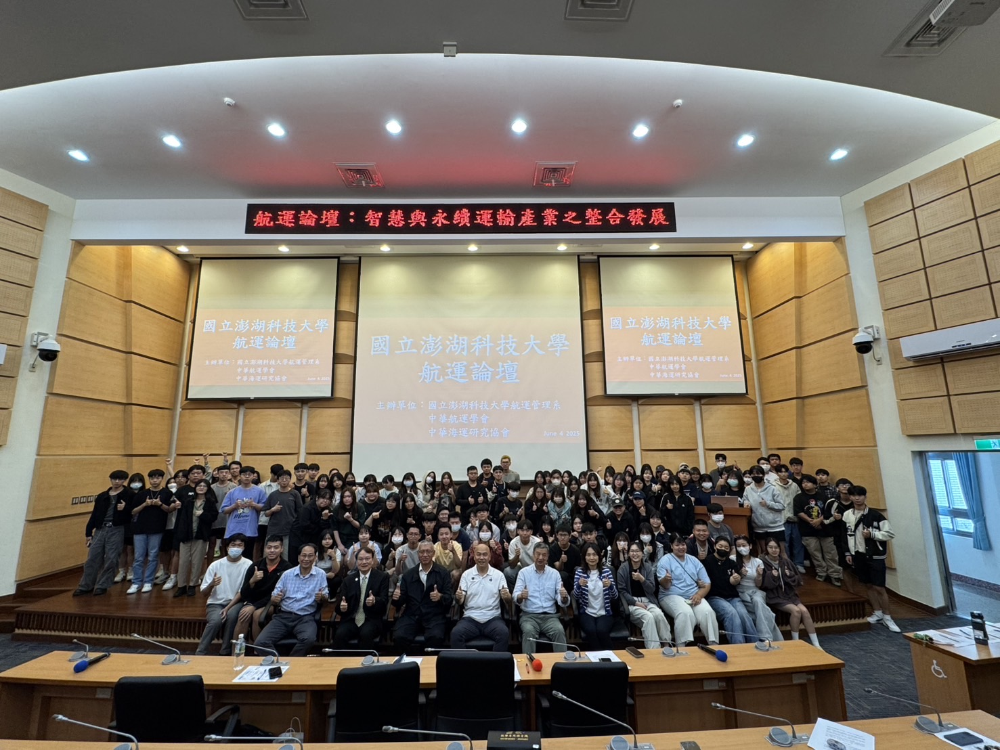 航運論壇：智慧與永續運輸產業之整合發展
國立澎湖科技大學
航運論壇
主辦單位：國立澎湖科技大學航運管理系
中華航運學會
中華海運研究協會
June 4 2025
國立澎湖科技大學
航運論壇
主辦單位：國立澎湖科技大學航運管理系
中華航運學會
中華海運研究協會
June 4 2025
國立澎湖科技大學
航運論壇
主辦單位：國立澎湖科技大學航運管理系
中華航運學會
中華海運研究協會
June 4 2025